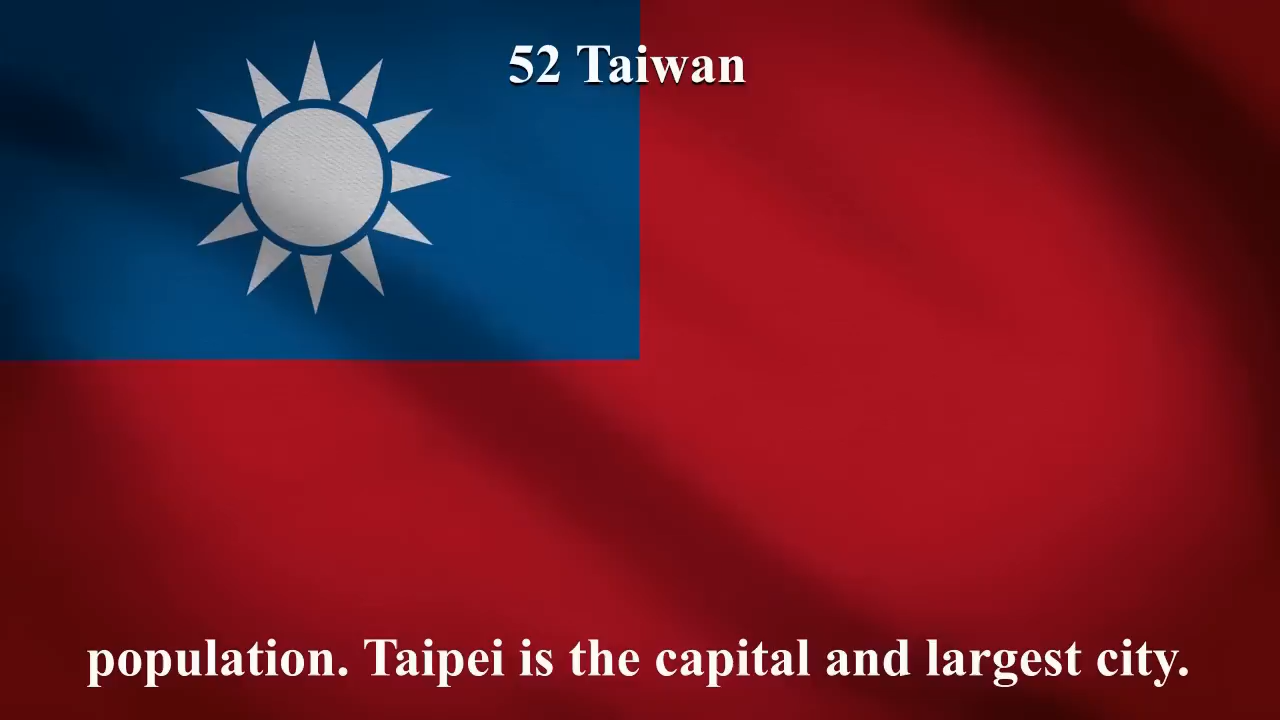 52 Taiwan
population. Taipei is the capital and largest city.